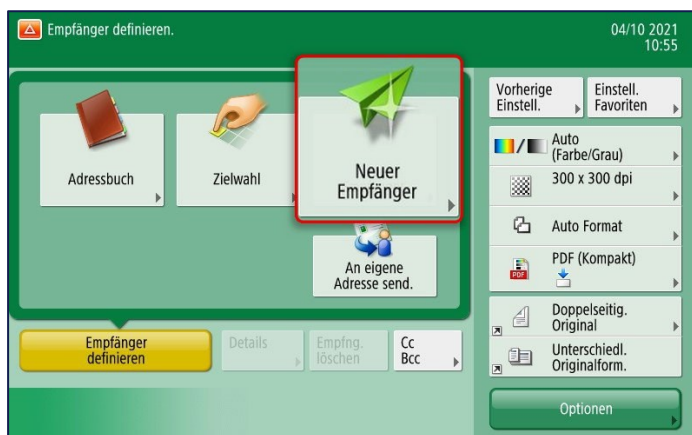 Empfänger definieren.
04/10 2021
10:55
Adressbuch
Zielwahl
Neuer
Empfänger
An eigene
Adresse send.
Empfänger
definieren
Details
Empfng.
löschen
Cc
Bcc
Vorherige
Einstell.
Einstell.
Favoriten
Auto
(Farbe/Grau)
300 x 300 dpi
Auto Format
PDF
PDF (Kompakt)
Doppelseitig.
Original
Unterschiedl.
Originalform.
Optionen